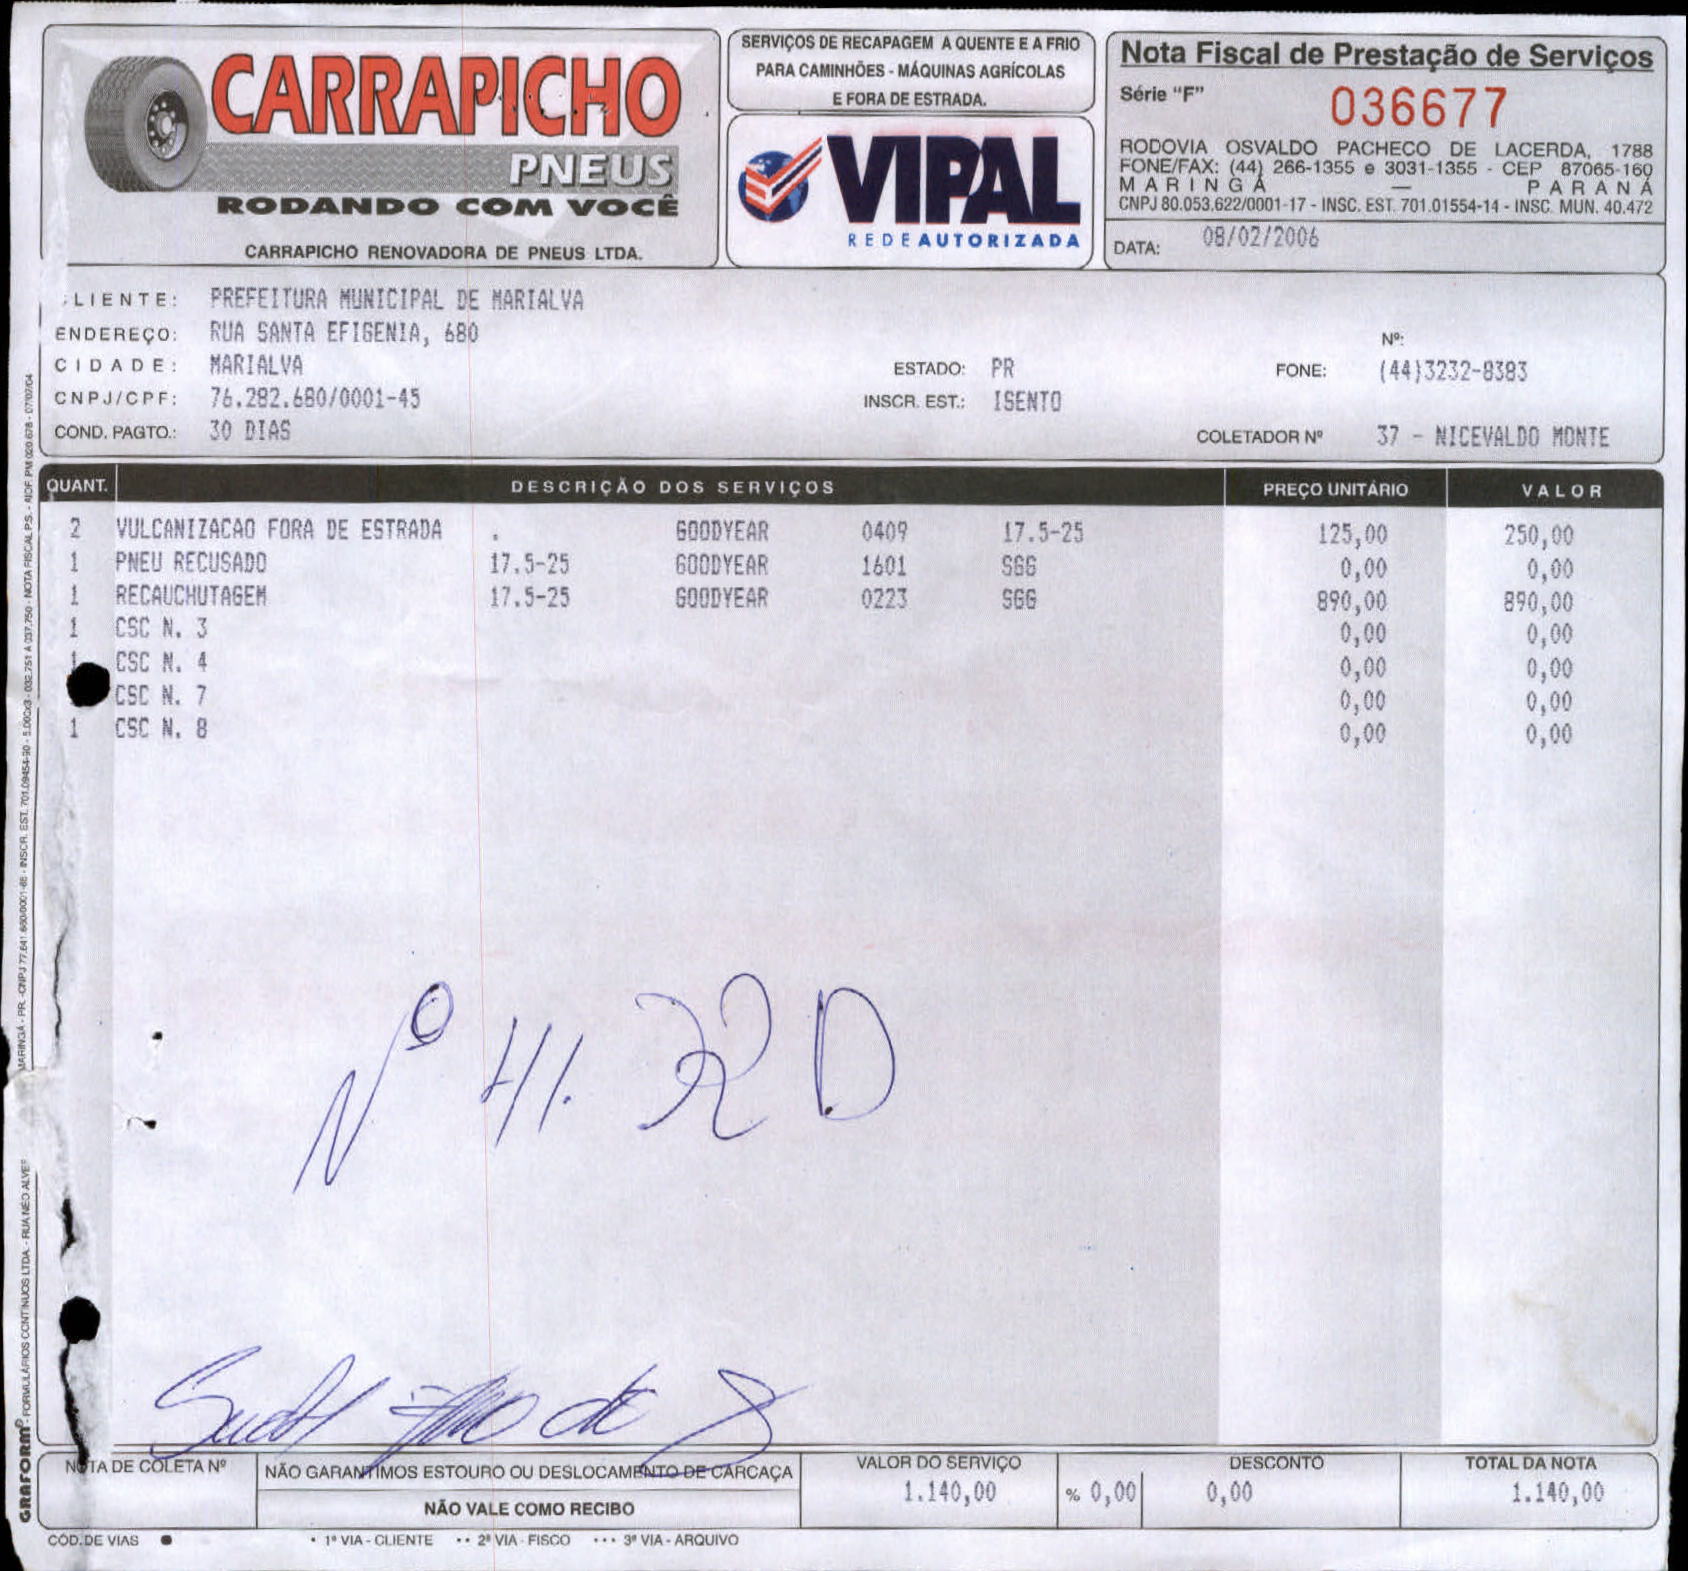 CARRAPICHO
PNEUS
RODANDO COM VOCÊ
CARRAPICHO RENOVADORA DE PNEUS LTDA.
SERVIÇOS DE RECAPAGEM A QUENTE E A FRIO
PARA CAMINHÕES - MÁQUINAS AGRÍCOLAS
E FORA DE ESTRADA.
VIPAL
REDE AUTORIZADA
Nota Fiscal de Prestação de Serviços
Série "F" 036677
RODOVIA OSVALDO PACHECO DE LACERDA, 1788
FONE/FAX: (44) 266-1355 e 3031-1355 - CEP 87065-160
MARINGÁ — PARANÁ
CNPJ 80.053.622/0001-17 - INSC. EST. 701.01554-14 - INSC. MUN. 40.472
DATA: 08/02/2006
LIENTE: PREFEITURA MUNICIPAL DE MARIALVA
ENDEREÇO: RUA SANTA EFIGENIA, 680 Nº:
CIDADE: MARIALVA ESTADO: PR FONE: (44)3232-8383
CNPJ/CPF: 76.282.680/0001-45 INSCR. EST.: ISENTO
COND. PAGTO.: 30 DIAS COLETADOR Nº 37 - NICEVALDO MONTE
QUANT. DESCRIÇÃO DOS SERVIÇOS PREÇO UNITÁRIO VALOR
2 VULCANIZACAO FORA DE ESTRADA . GOODYEAR 0409 17.5-25 125,00 250,00
1 PNEU RECUSADO 17.5-25 GOODYEAR 1601 SGG 0,00 0,00
1 RECAUCHUTAGEM 17.5-25 GOODYEAR 0223 SGG 890,00 890,00
1 CSC N. 3 0,00 0,00
1 CSC N. 4 0,00 0,00
CSC N. 7 0,00 0,00
1 CSC N. 8 0,00 0,00
Nº 41. 32 D
NOTA DE COLETA Nº
NÃO GARANTIMOS ESTOURO OU DESLOCAMENTO DE CARCAÇA
NÃO VALE COMO RECIBO
VALOR DO SERVIÇO DESCONTO TOTAL DA NOTA
1.140,00 % 0,00 0,00 1.140,00
CÓD. DE VIAS • 1ª VIA - CLIENTE •• 2ª VIA - FISCO ••• 3ª VIA - ARQUIVO
GRAFORM - FORMULÁRIOS CONTÍNUOS LTDA. - RUA NEO ALVE